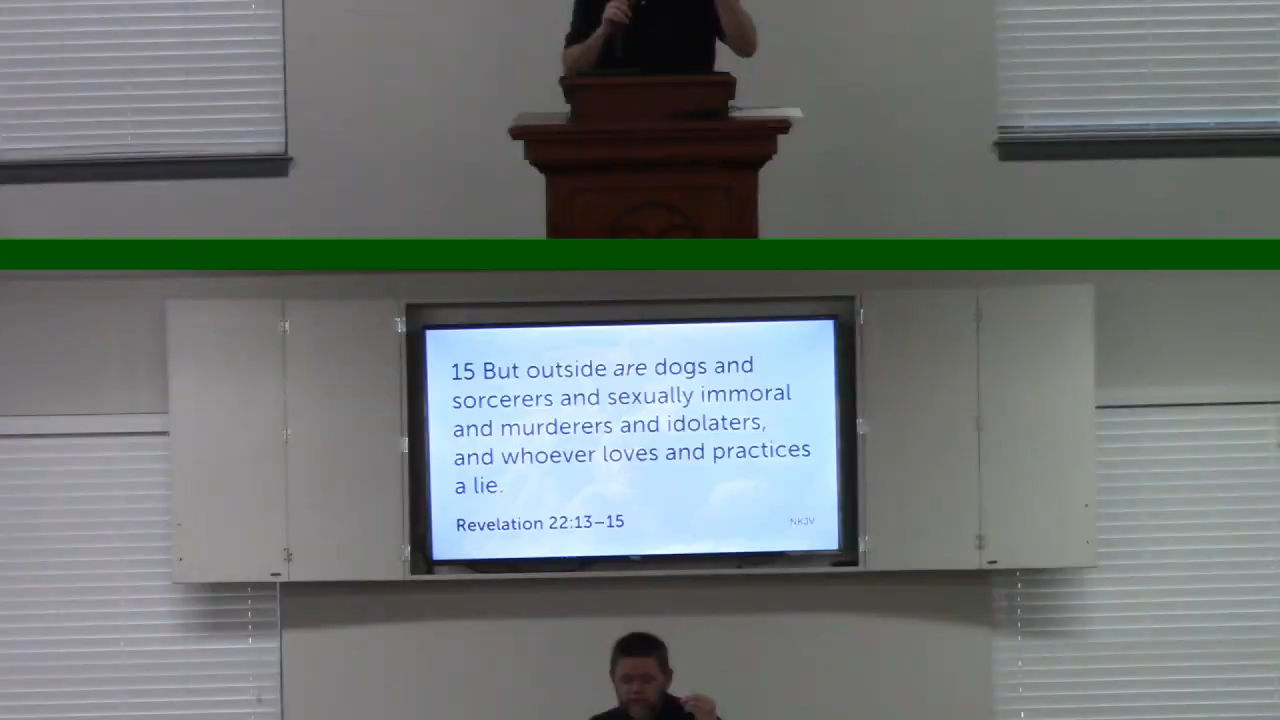 15 But outside are dogs and
sorcerers and sexually immoral
and murderers and idolaters,
and whoever loves and practices
a lie.
Revelation 22:13–15
NKJV